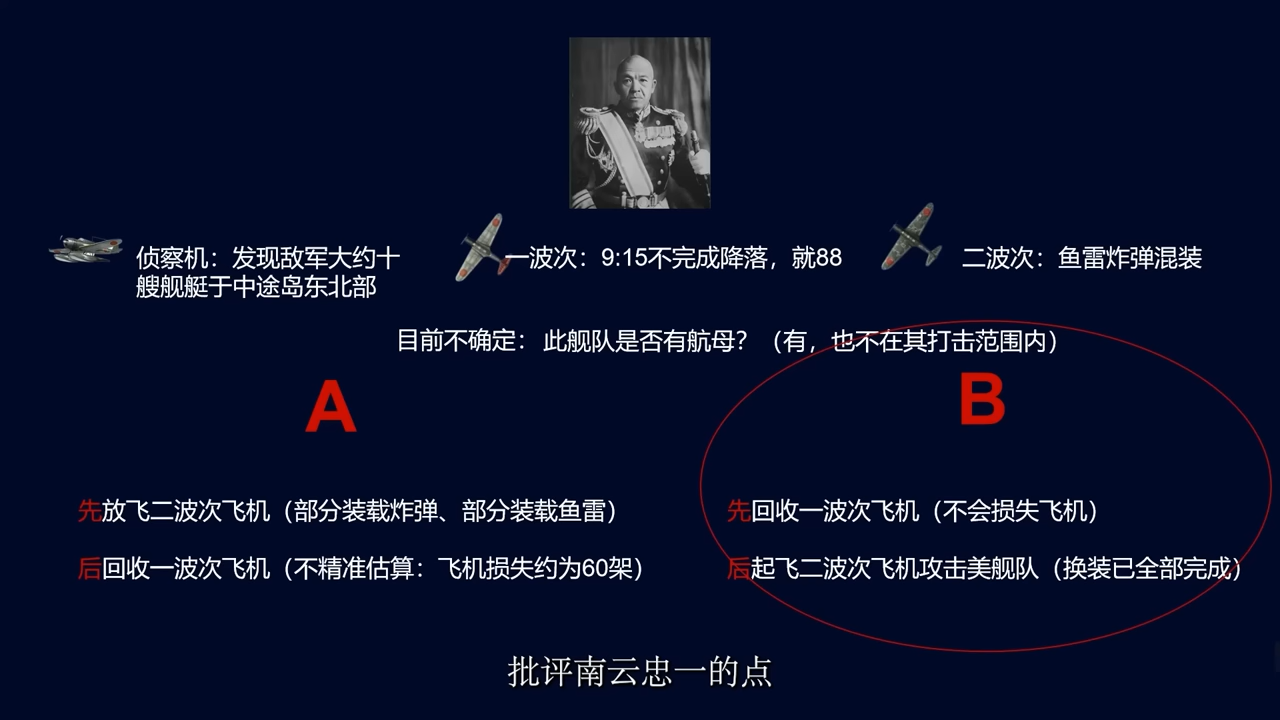 侦察机：发现敌军大约十
艘舰艇于中途岛东北部
一波次：9:15不完成降落，就88
二波次：鱼雷炸弹混装
目前不确定：此舰队是否有航母？（有，也不在其打击范围内）
A
B
先放飞二波次飞机（部分装载炸弹、部分装载鱼雷）
后回收一波次飞机（不精准估算：飞机损失约为60架）
先回收一波次飞机（不会损失飞机）
后起飞二波次飞机攻击美舰队（换装已全部完成）
批评南云忠一的点